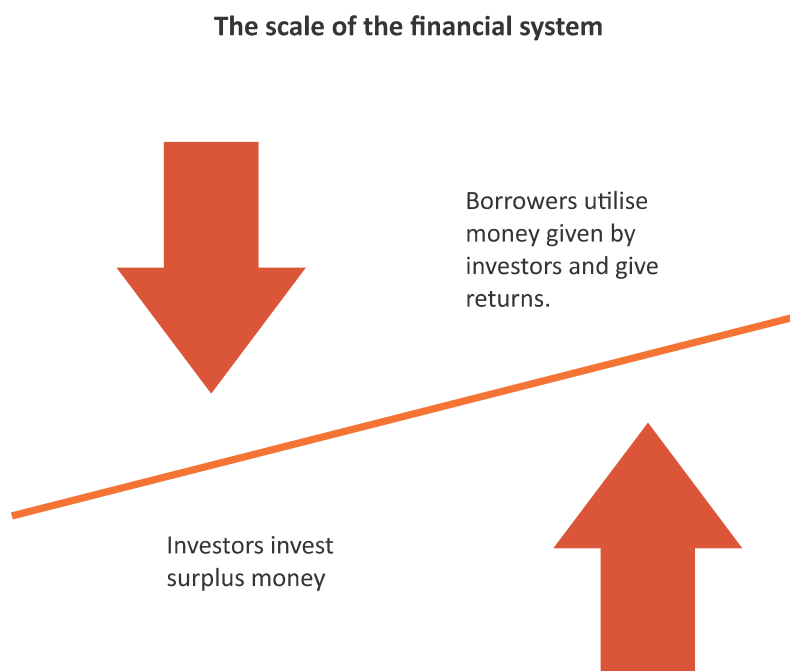 The scale of the financial system
Borrowers utilise
money given by
investors and give
returns.
Investors invest
surplus money